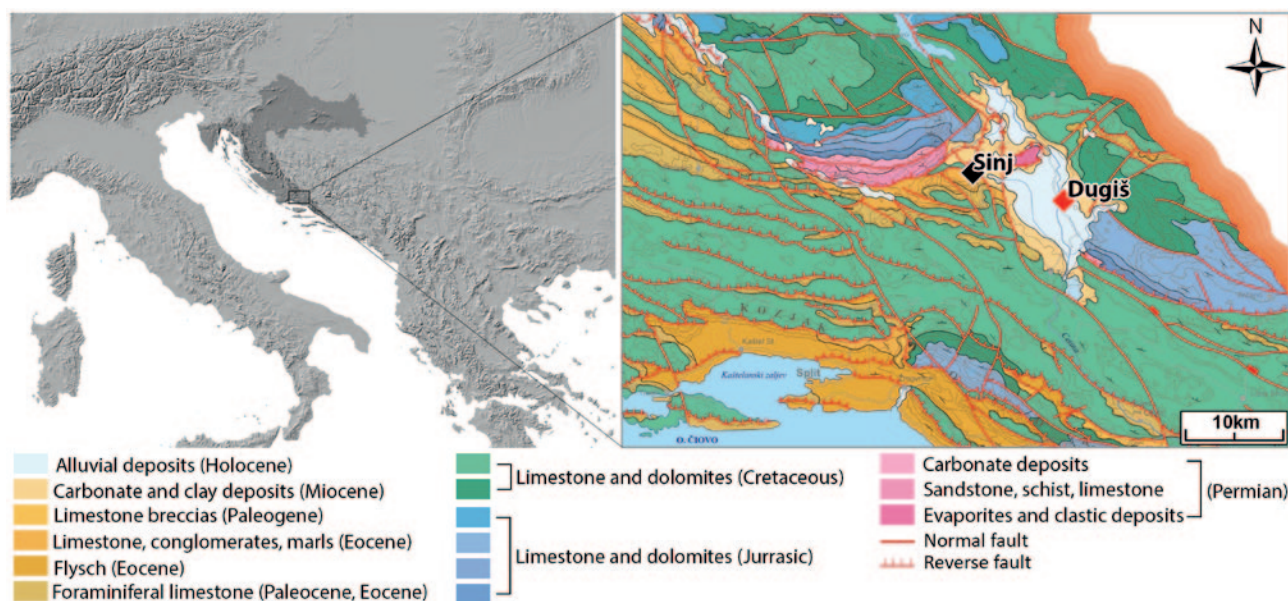 N
Sinj
Dugiš
KOZJAK
Kaštel St
Kaštelanski zaljev
Split
Cetina
O. ČIOVO
10km
Alluvial deposits (Holocene)
Carbonate and clay deposits (Miocene)
Limestone breccias (Paleogene)
Limestone, conglomerates, marls (Eocene)
Flysch (Eocene)
Foraminiferal limestone (Paleocene, Eocene)
Limestone and dolomites (Cretaceous)
Limestone and dolomites (Jurrasic)
Carbonate deposits
Sandstone, schist, limestone
Evaporites and clastic deposits
(Permian)
Normal fault
Reverse fault